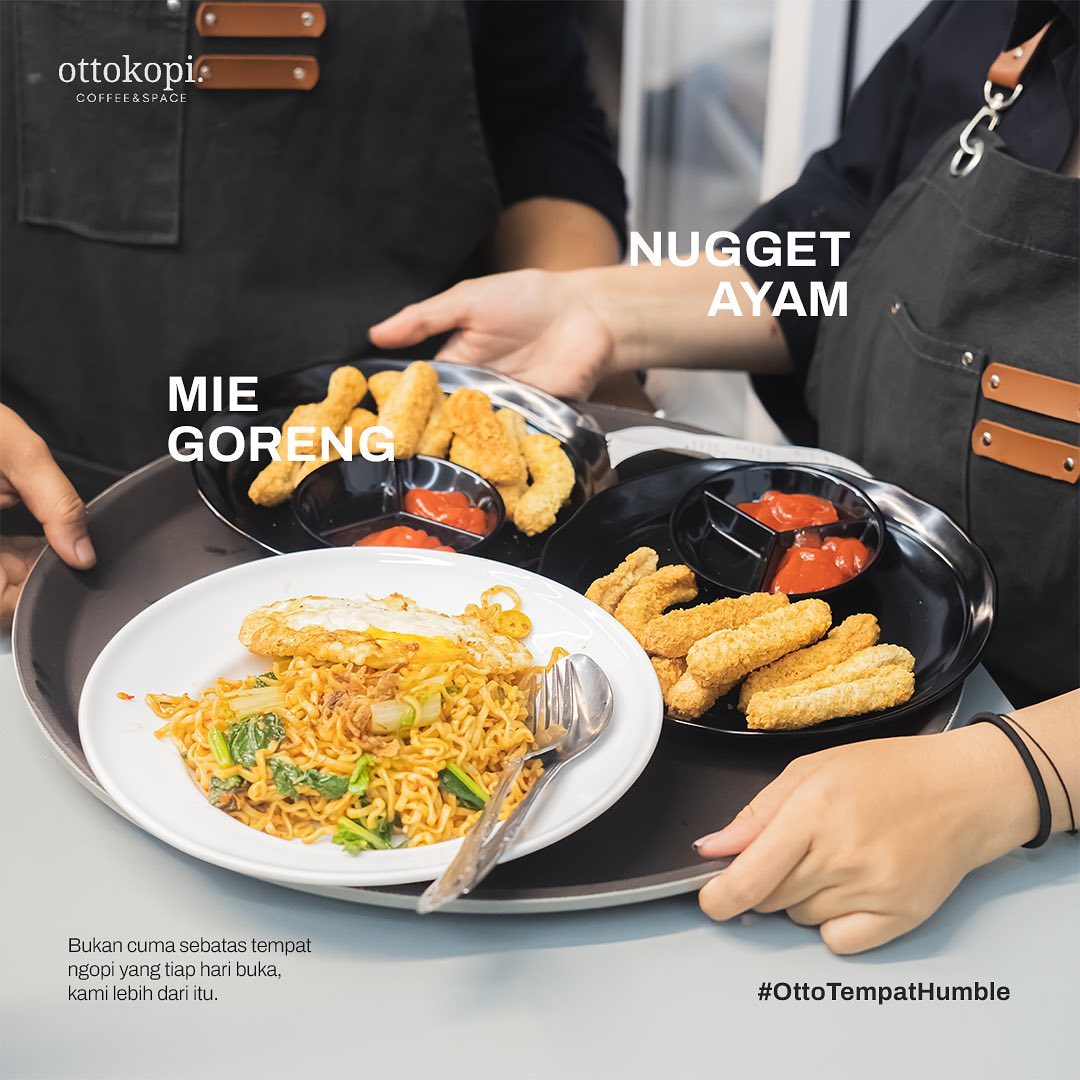 ottokopi.
COFFEE&SPACE
NUGGET
AYAM
MIE
GORENG
Bukan cuma sebatas tempat
ngopi yang tiap hari buka,
kami lebih dari itu.
#OttoTempatHumble